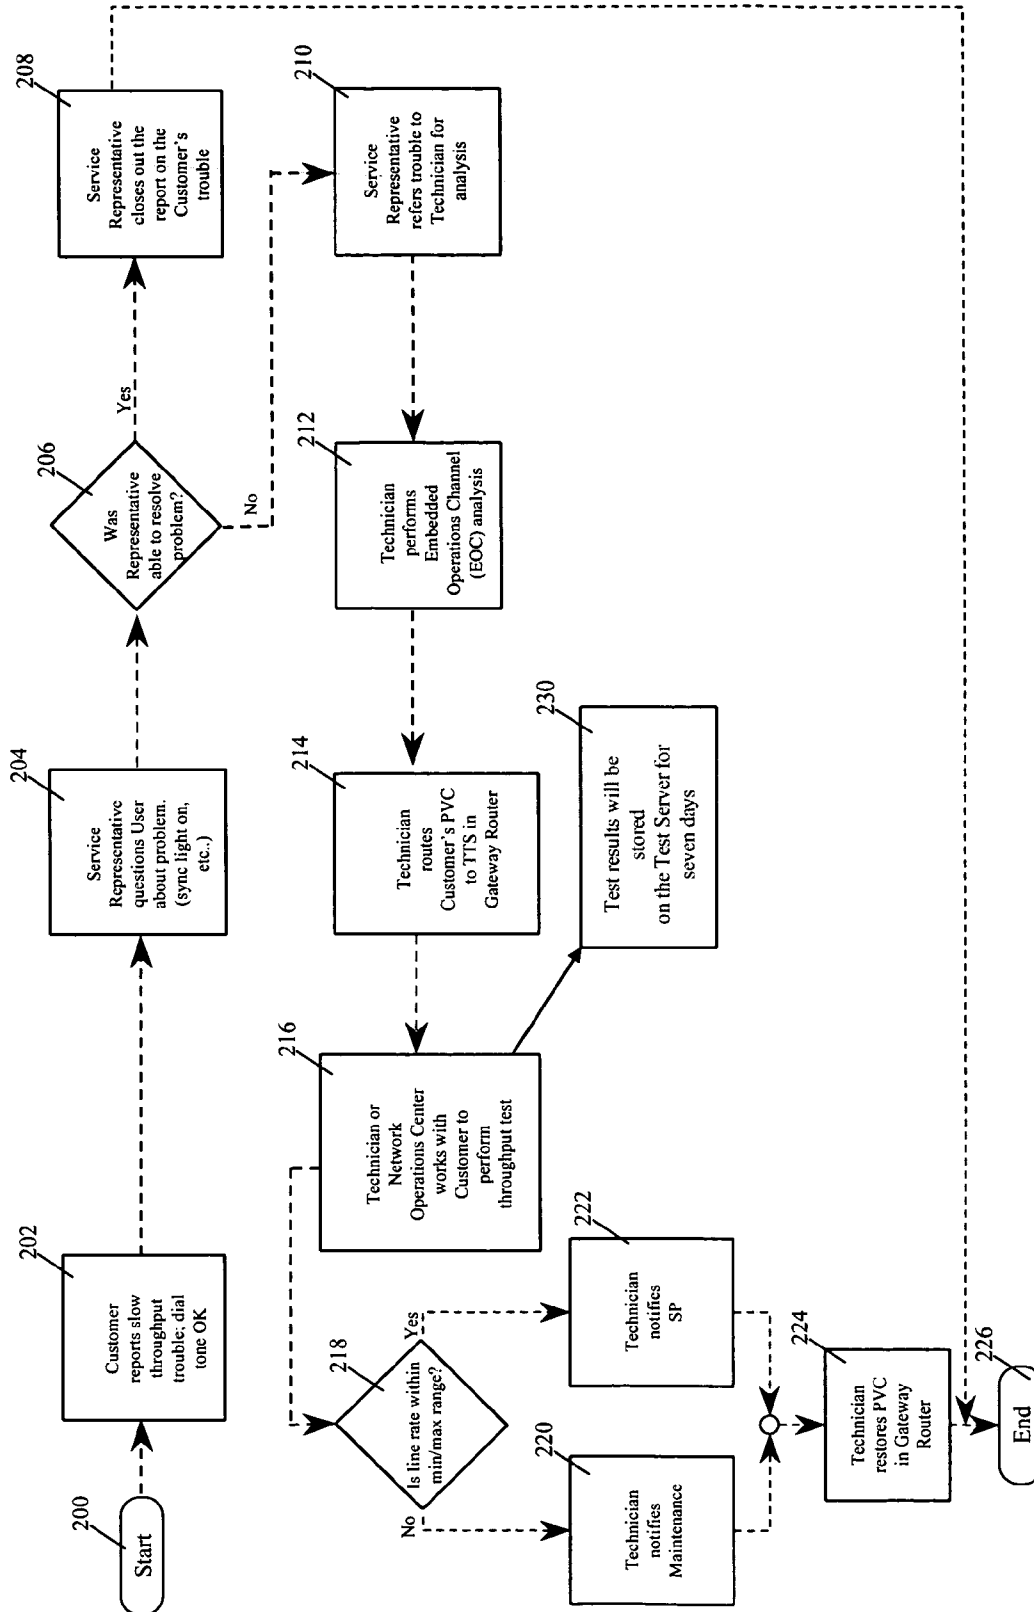 200
Start
202
Customer
reports slow
throughput
trouble; dial
tone OK
204
Service
Representative
questions User
about problem.
(sync light on,
etc..)
206
Was
Representative
able to resolve
problem?
Yes
No
208
Service
Representative
closes out the
report on the
Customer's
trouble
210
Service
Representative
refers trouble to
Technician for
analysis
212
Technician
performs
Embedded
Operations Channel
(EOC) analysis
214
Technician
routes
Customer's PVC
to TTS in
Gateway Router
216
Technician or
Network
Operations Center
works with
Customer to
perform
throughput test
230
Test results will be
stored
on the Test Server for
seven days
218
Is line rate within
min/max range?
No
Yes
220
Technician
notifies
Maintenance
222
Technician
notifies
SP
224
Technician
restores PVC
in Gateway
Router
226
End